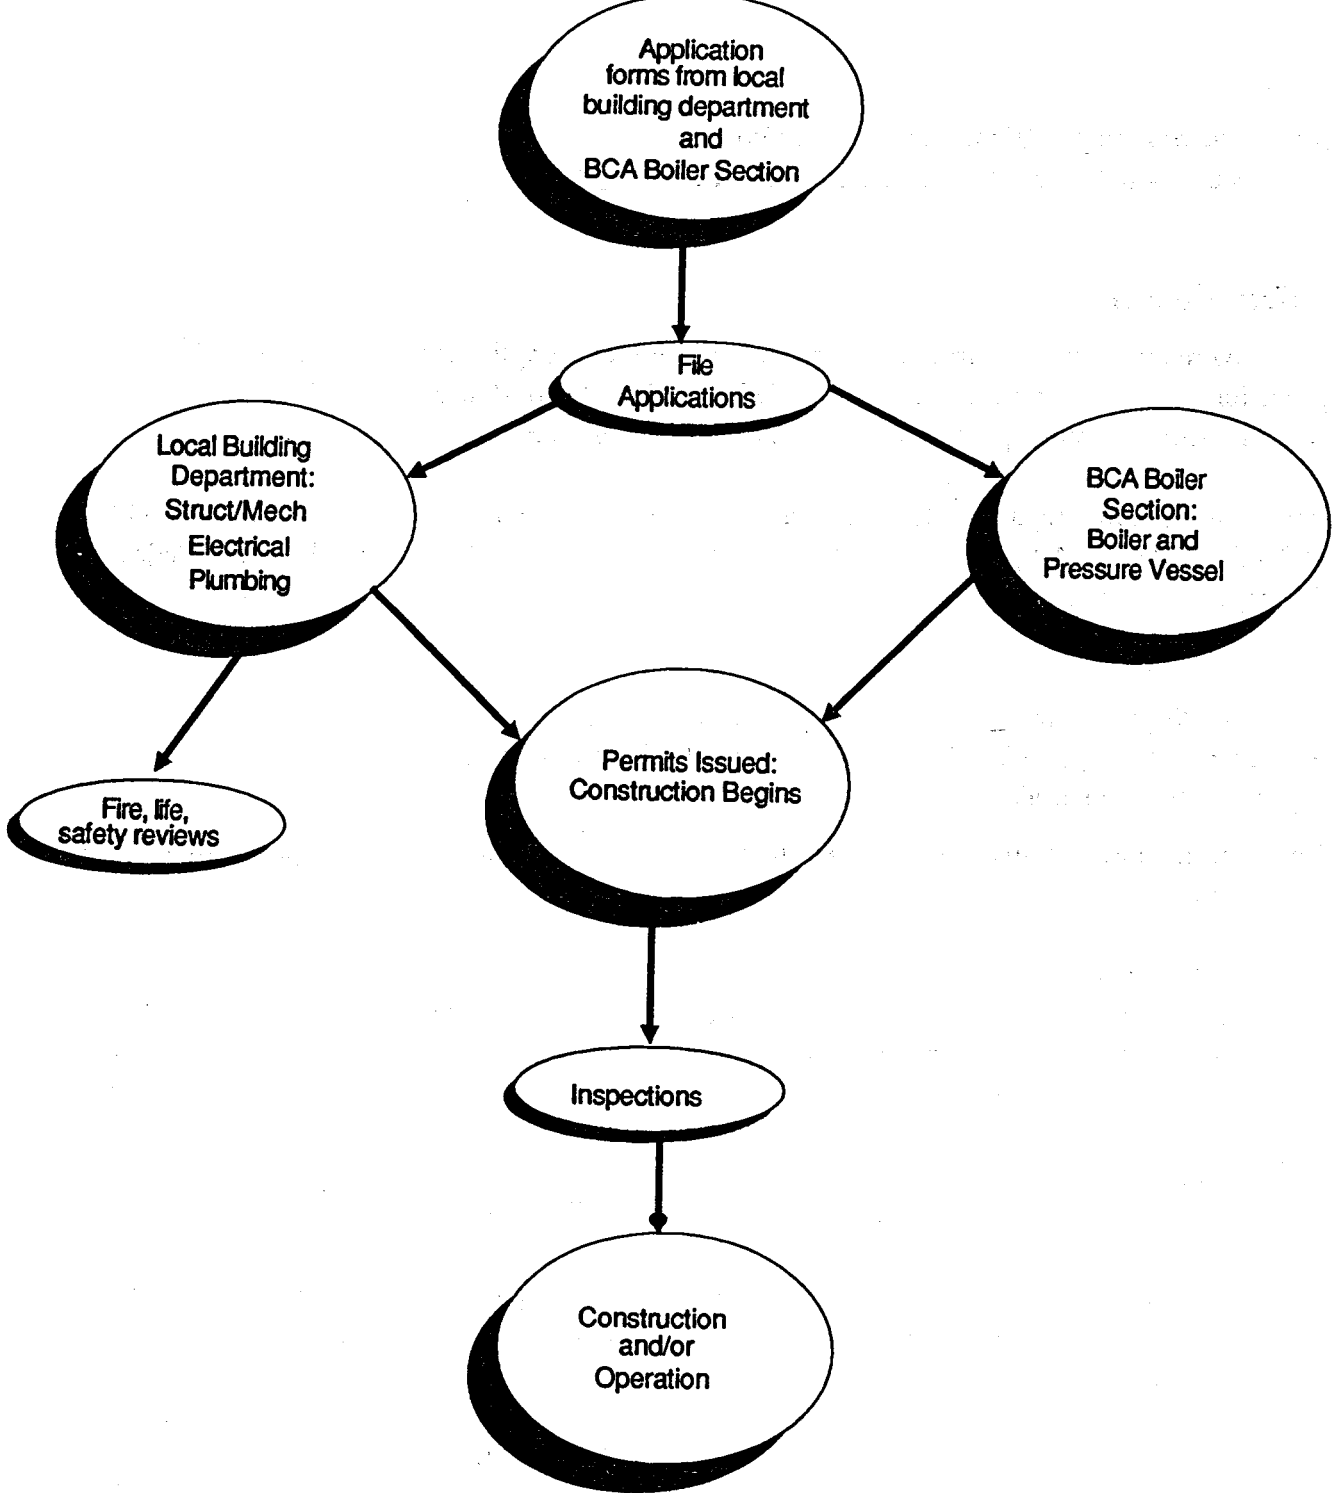 Application
forms from local
building department
and
BCA Boiler Section
File
Applications
Local Building
Department:
Struct/Mech
Electrical
Plumbing
BCA Boiler
Section:
Boiler and
Pressure Vessel
Permits Issued:
Construction Begins
Fire, life,
safety reviews
Inspections
Construction
and/or
Operation